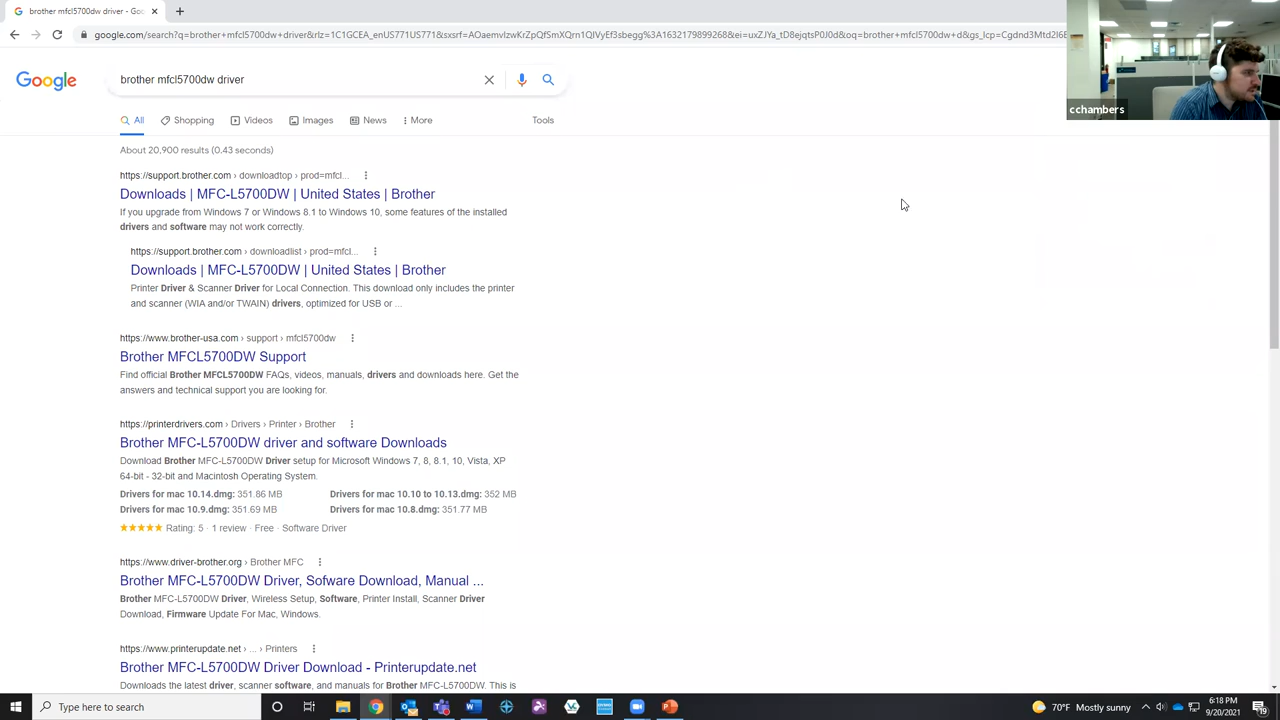 brother mfcl5700dw driver - Goo
google.com/search?q=brother+mfcl5700dw+driver&rlz=1C1GCEA_enUS771US771&sxsrf=
cchambers
Google
brother mfcl5700dw driver
All Shopping Videos Images News More Tools
About 20,900 results (0.43 seconds)
https://support.brother.com › downloadtop › prod=mfcl...
Downloads | MFC-L5700DW | United States | Brother
If you upgrade from Windows 7 or Windows 8.1 to Windows 10, some features of the installed
drivers and software may not work correctly.
https://support.brother.com › downloadlist › prod=mfcl...
Downloads | MFC-L5700DW | United States | Brother
Printer Driver & Scanner Driver for Local Connection. This download only includes the printer
and scanner (WIA and/or TWAIN) drivers, optimized for USB or ...
https://www.brother-usa.com › support › mfcl5700dw
Brother MFCL5700DW Support
Find official Brother MFCL5700DW FAQs, videos, manuals, drivers and downloads here. Get the
answers and technical support you are looking for.
https://printerdrivers.com › Drivers › Printer › Brother
Brother MFC-L5700DW driver and software Downloads
Download Brother MFC-L5700DW Driver setup for Microsoft Windows 7, 8, 8.1, 10, Vista, XP
64-bit - 32-bit and Macintosh Operating System.
Drivers for mac 10.14.dmg: 351.86 MB Drivers for mac 10.10 to 10.13.dmg: 352 MB
Drivers for mac 10.9.dmg: 351.69 MB Drivers for mac 10.8.dmg: 351.77 MB
Rating: 5 · 1 review · Free · Software Driver
https://www.driver-brother.org › Brother MFC
Brother MFC-L5700DW Driver, Sofware Download, Manual ...
Brother MFC-L5700DW Driver, Wireless Setup, Software, Printer Install, Scanner Driver
Download, Firmware Update For Mac, Windows.
https://www.printerupdate.net › ... › Printers
Brother MFC-L5700DW Driver Download - Printerupdate.net
Downloads the latest driver, scanner software, and manuals for Brother MFC-L5700DW. This is
Type here to search
70°F Mostly sunny
6:18 PM
9/20/2021
19